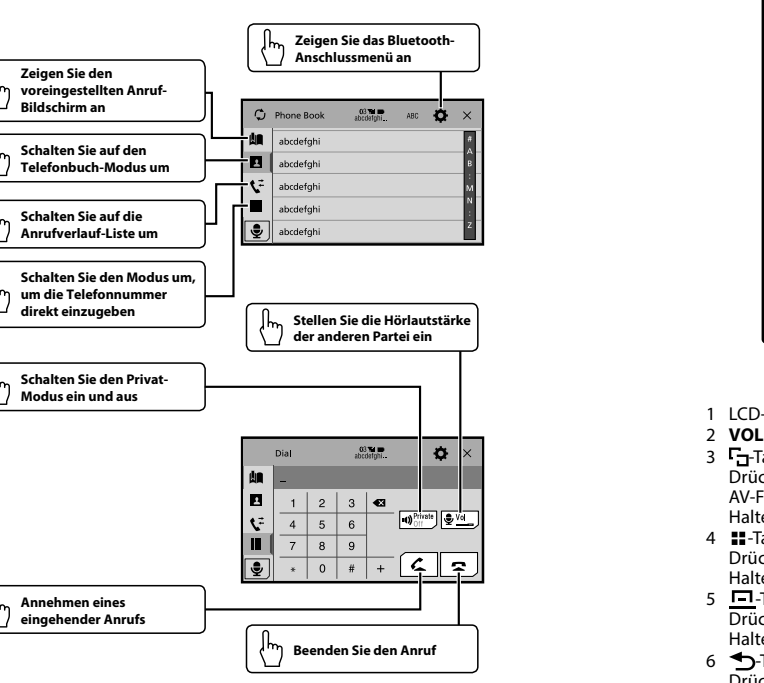 Zeigen Sie das Bluetooth-
Anschlussmenü an
Zeigen Sie den
voreingestellten Anruf-
Bildschirm an
Schalten Sie auf den
Telefonbuch-Modus um
Schalten Sie auf die
Anrufverlauf-Liste um
Schalten Sie den Modus um,
um die Telefonnummer
direkt einzugeben
Phone Book
03
abcdefghi..
ABC
abcdefghi
abcdefghi
abcdefghi
abcdefghi
abcdefghi
#
A
B
:
M
N
:
Z
Stellen Sie die Hörlautstärke
der anderen Partei ein
Schalten Sie den Privat-
Modus ein und aus
Dial
03
abcdefghi..
_
1 2 3
4 5 6
7 8 9
* 0 # +
Private
Off
Vol
Annehmen eines
eingehender Anrufs
Beenden Sie den Anruf
1 LCD-
2 VOL
3 -Ta
Drüc
AV-F
Halte
4 -Ta
Drüc
Halte
5 -T
Drüc
Halte
6 -T
Drüc